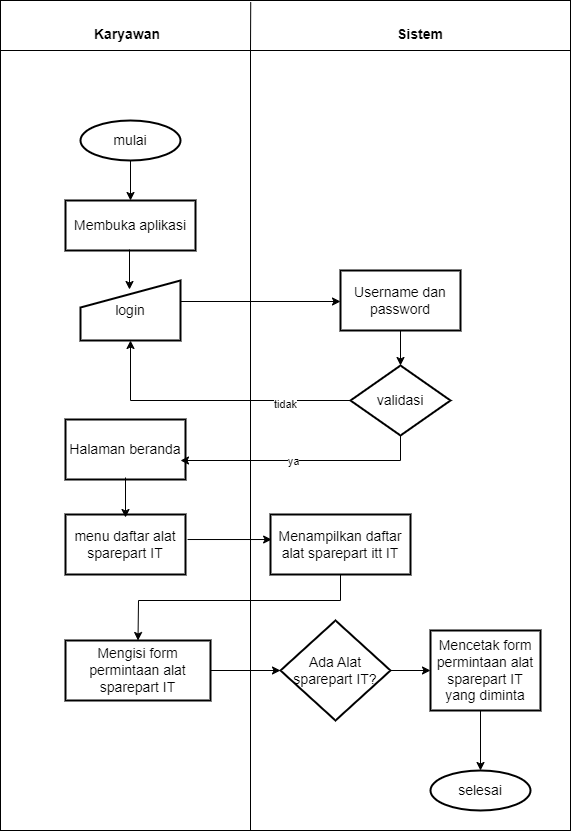 Karyawan
Sistem
mulai
Membuka aplikasi
login
Username dan
password
validasi
tidak
ya
Halaman beranda
menu daftar alat
sparepart IT
Menampilkan daftar
alat sparepart itt IT
Mengisi form
permintaan alat
sparepart IT
Ada Alat
sparepart IT?
Mencetak form
permintaan alat
sparepart IT
yang diminta
selesai